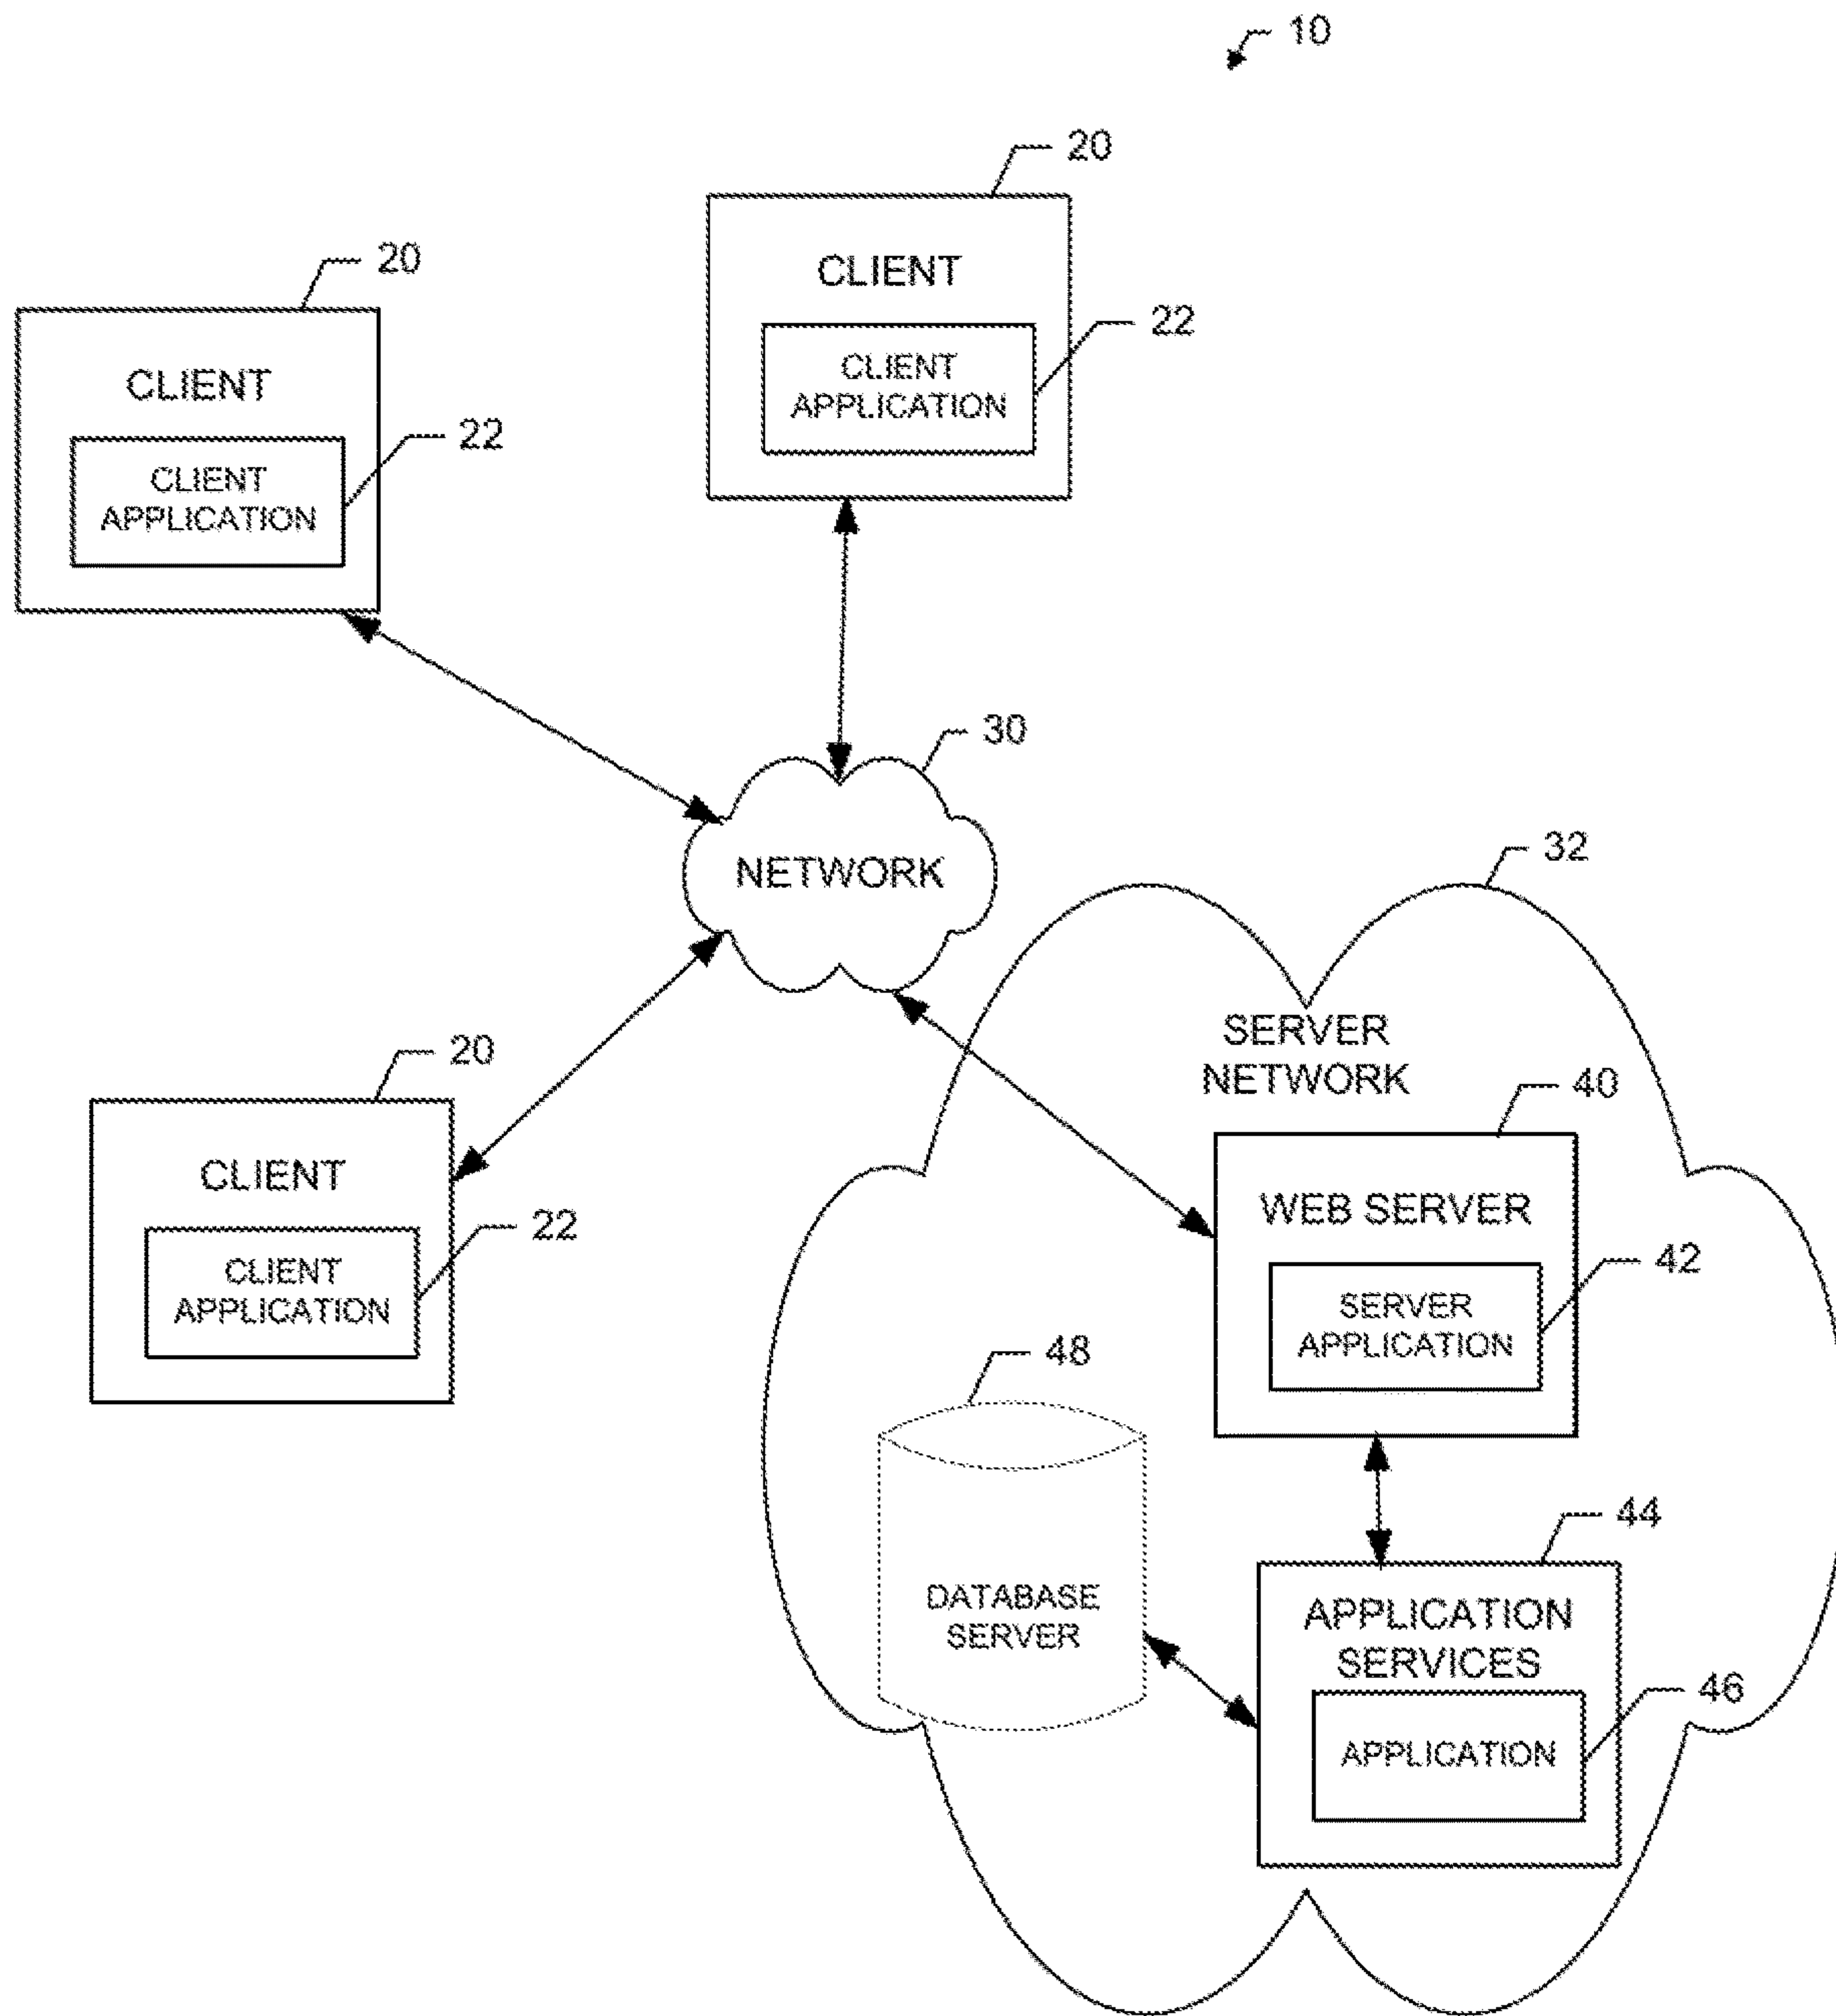 10
20
CLIENT
22
CLIENT
APPLICATION
20
CLIENT
22
CLIENT
APPLICATION
30
NETWORK
32
SERVER
NETWORK
20
CLIENT
22
CLIENT
APPLICATION
40
WEB SERVER
42
SERVER
APPLICATION
48
DATABASE
SERVER
44
APPLICATION
SERVICES
46
APPLICATION